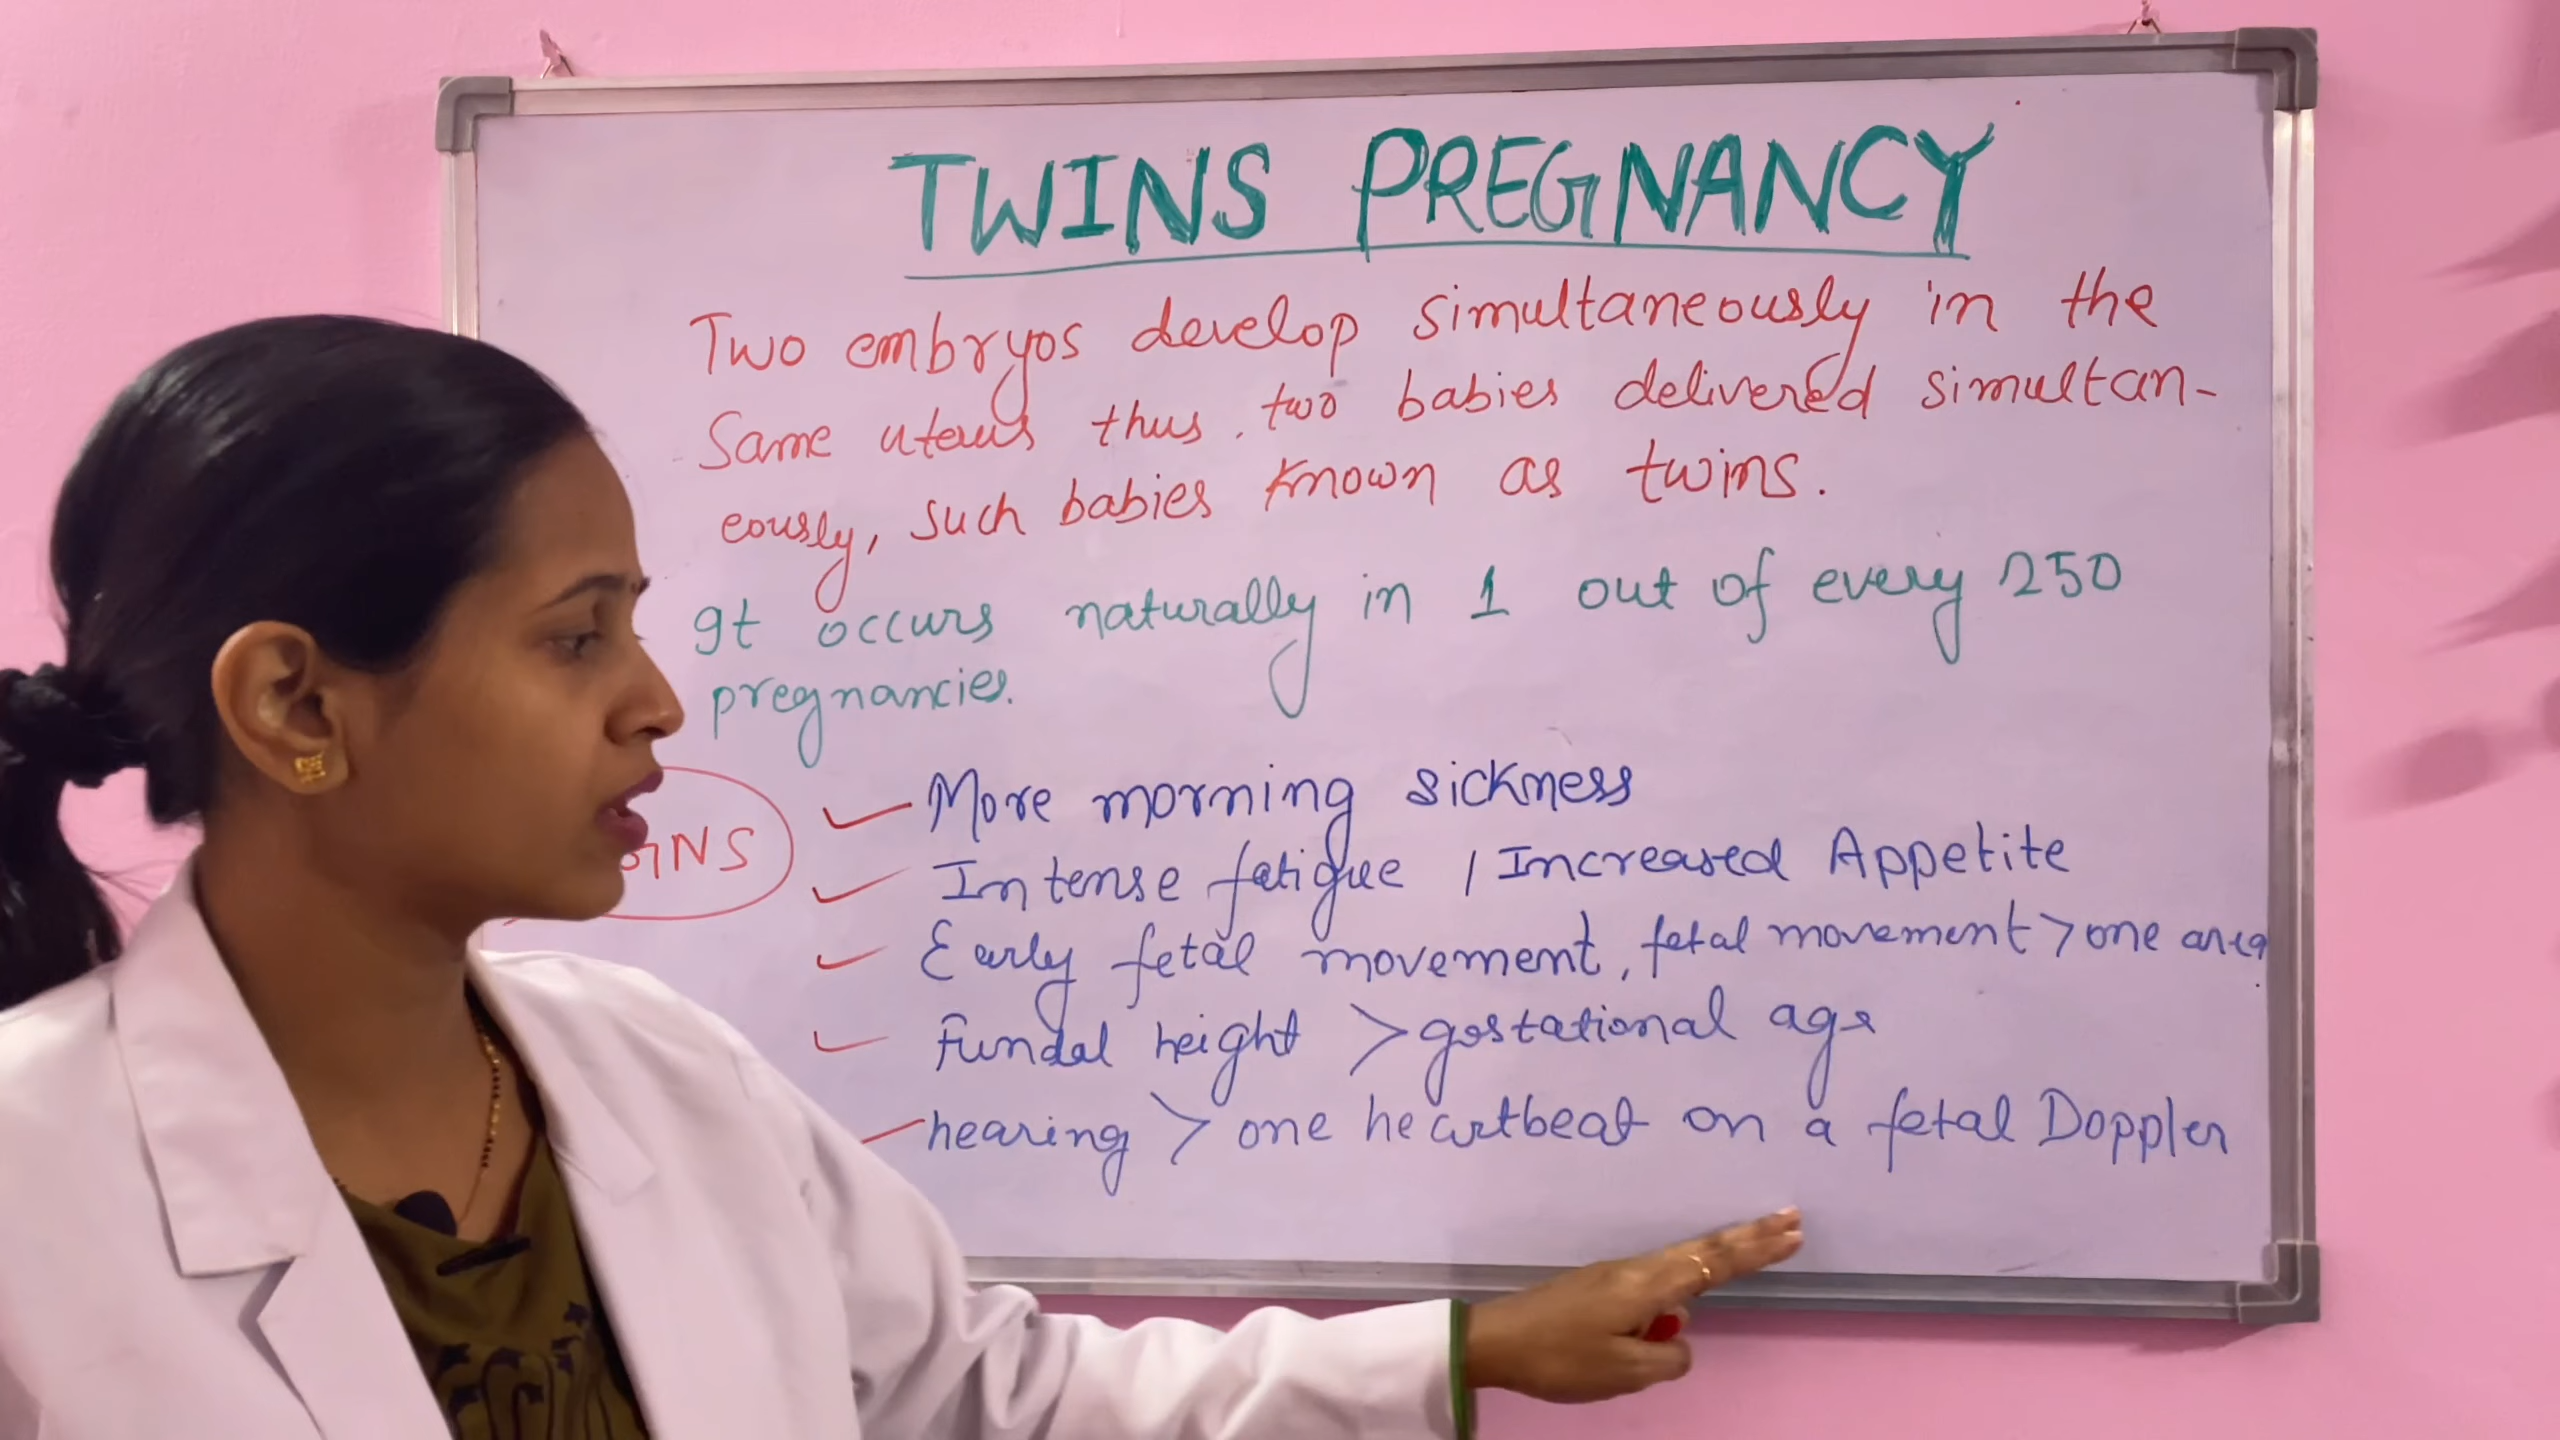 TWINS PREGNANCY
Two embryos develop simultaneously in the
Same uterus thus, two babies delivered simultan-
eously, such babies known as twins.
It occurs naturally in 1 out of every 250
pregnancies.
More morning sickness
Intense fatigue / Increased Appetite
GNS
Early fetal movement, fetal movement > one area
Fundal height > gestational age
hearing > one heartbeat on a fetal Doppler